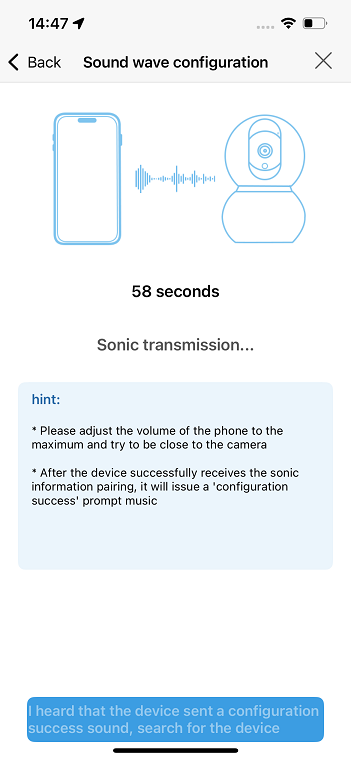 14:47
Back Sound wave configuration
58 seconds
Sonic transmission...
hint:
* Please adjust the volume of the phone to the
maximum and try to be close to the camera
* After the device successfully receives the sonic
information pairing, it will issue a 'configuration
success' prompt music
I heard that the device sent a configuration
success sound, search for the device